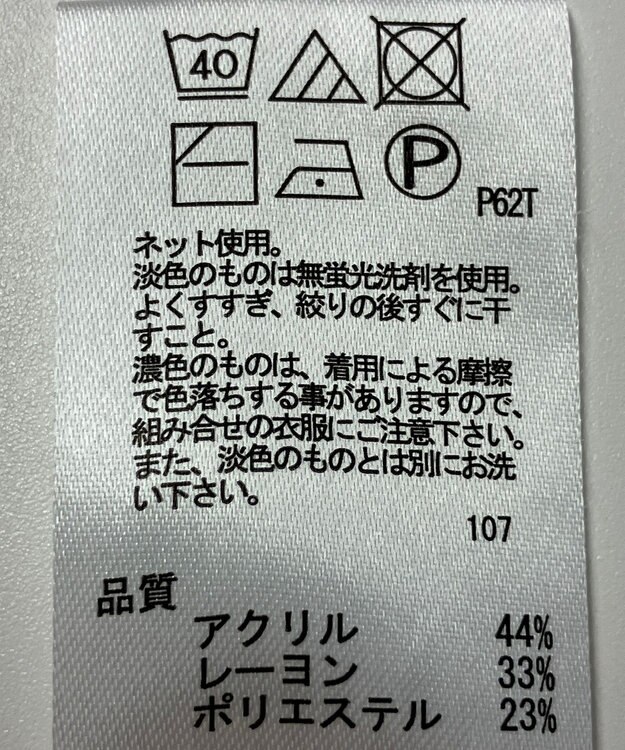 40
P
P62T
ネット使用。
淡色のものは無蛍光洗剤を使用。
よくすすぎ、絞りの後すぐに干
すこと。
濃色のものは、着用による摩擦
で色落ちする事がありますので、
組み合せの衣服にご注意下さい。
また、淡色のものとは別にお洗
い下さい。
107
品質
アクリル 44%
レーヨン 33%
ポリエステル 23%